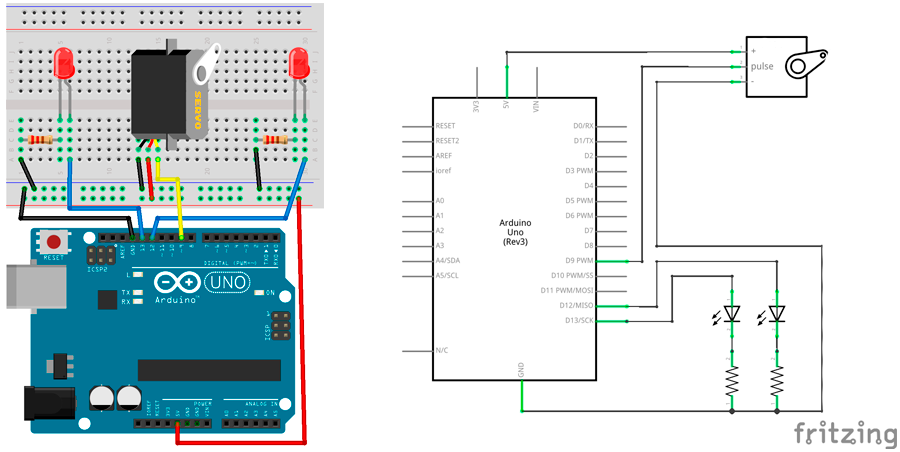 SERVO
RESET
ICSP2
AREF
GND
13
12
~11
~10
~9
8
7
~6
~5
4
~3
2
TX0 1
RX0 0
DIGITAL (PWM=~)
L
TX
RX
Arduino™
UNO
ON
ICSP
1
POWER
ANALOG IN
IOREF
RESET
3V3
5V
GND
GND
VIN
A0
A1
A2
A3
A4
A5
3V3
5V
VIN
RESET
RESET2
AREF
ioref
A0
A1
A2
A3
A4/SDA
A5/SCL
N/C
Arduino
Uno
(Rev3)
D0/RX
D1/TX
D2
D3 PWM
D4
D5 PWM
D6 PWM
D7
D8
D9 PWM
D10 PWM/SS
D11 PWM/MOSI
D12/MISO
D13/SCK
GND
+
pulse
-
fritzing